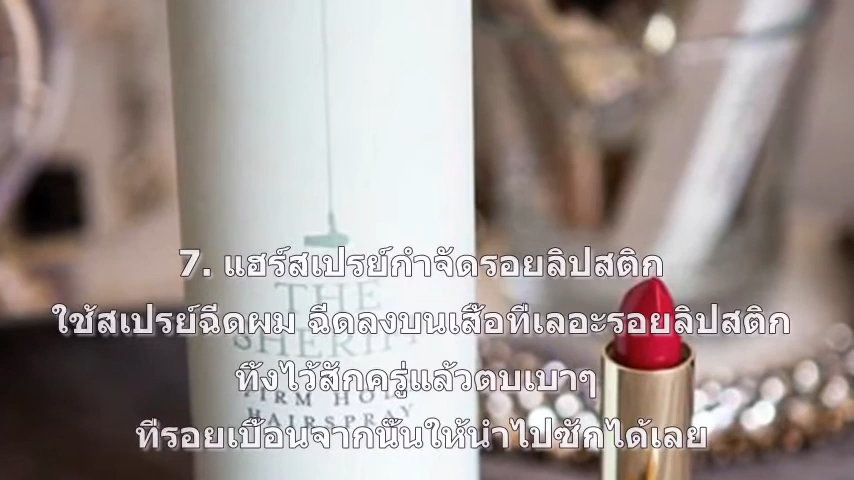 7. แฮร์สเปรย์กำจัดรอยลิปสติก
THE
ใช้สเปรย์ฉีดผม ฉีดลงบนเสื้อที่เลอะรอยลิปสติก
SHERIFF
ทิ้งไว้สักครู่แล้วตบเบาๆ
FIRM HOLD
HAIRSPRAY
ที่รอยเปื้อนจากนั้นให้นำไปซักได้เลย